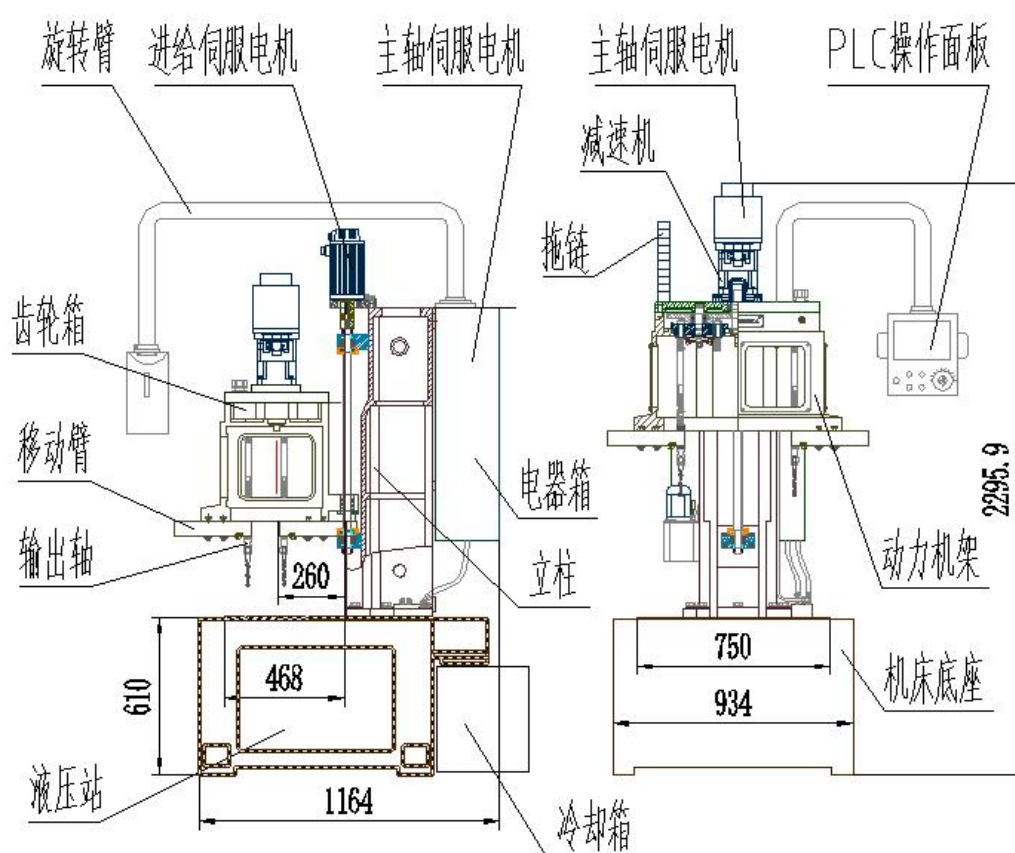 旋转臂
进给伺服电机
主轴伺服电机
主轴伺服电机
PLC操作面板
减速机
拖链
齿轮箱
移动臂
输出轴
电器箱
立柱
动力机架
2295.9
260
468
610
750
934
机床底座
液压站
1164
冷却箱